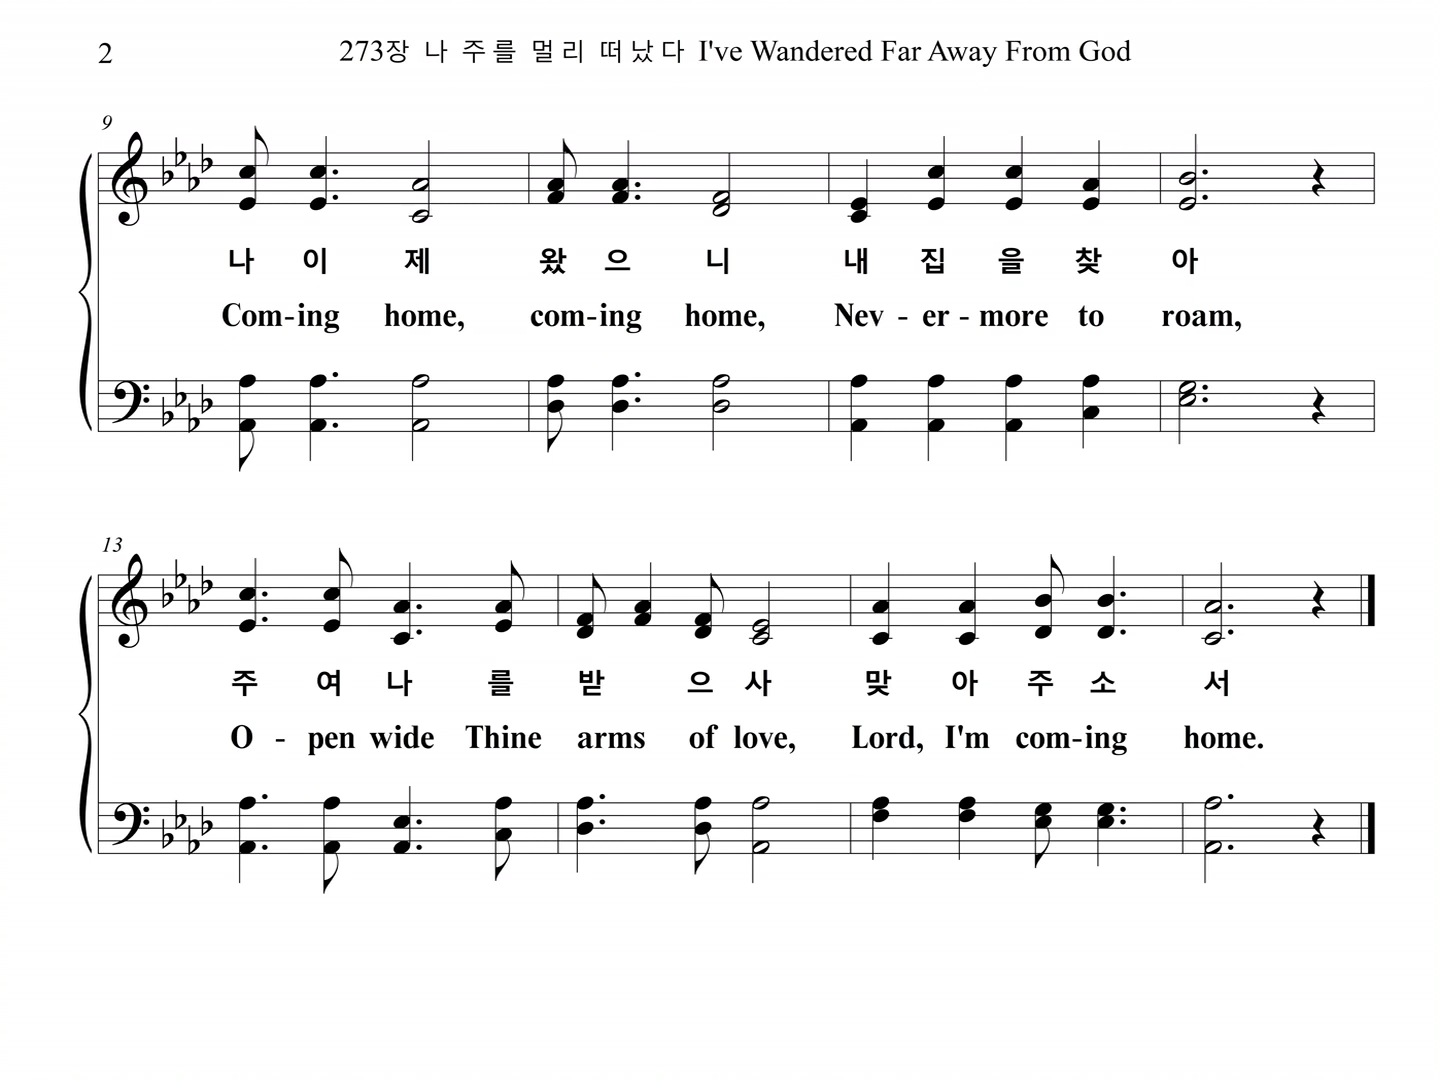 2
273장 나 주를 멀리 떠났다 I've Wandered Far Away From God
9
나 이 제 왔 으 니 내 집 을 찾 아
Com-ing home, com-ing home, Nev - er - more to roam,
13
주 여 나 를 받 으 사 맞 아 주 소 서
O - pen wide Thine arms of love, Lord, I'm com-ing home.